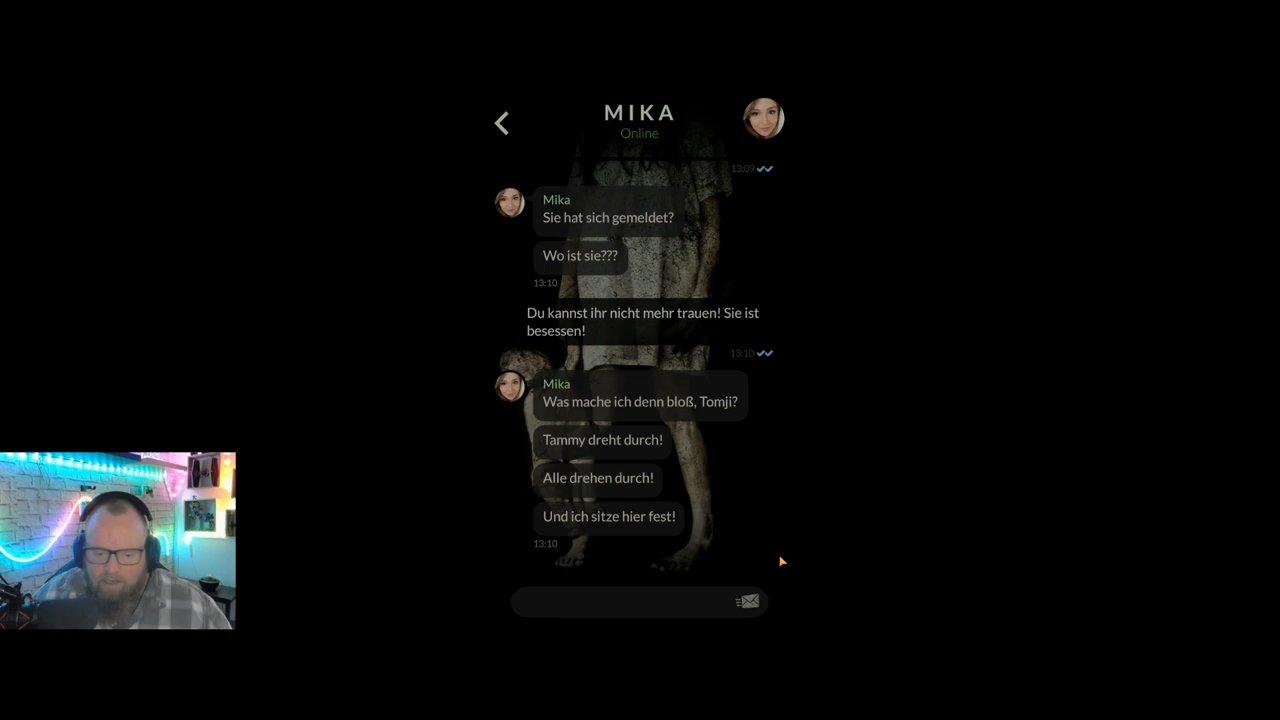 MIKA
Online
13:09
Mika
Sie hat sich gemeldet?
Wo ist sie???
13:10
Du kannst ihr nicht mehr trauen! Sie ist
besessen!
13:10
Mika
Was mache ich denn bloß, Tomji?
Tammy dreht durch!
Alle drehen durch!
Und ich sitze hier fest!
13:10